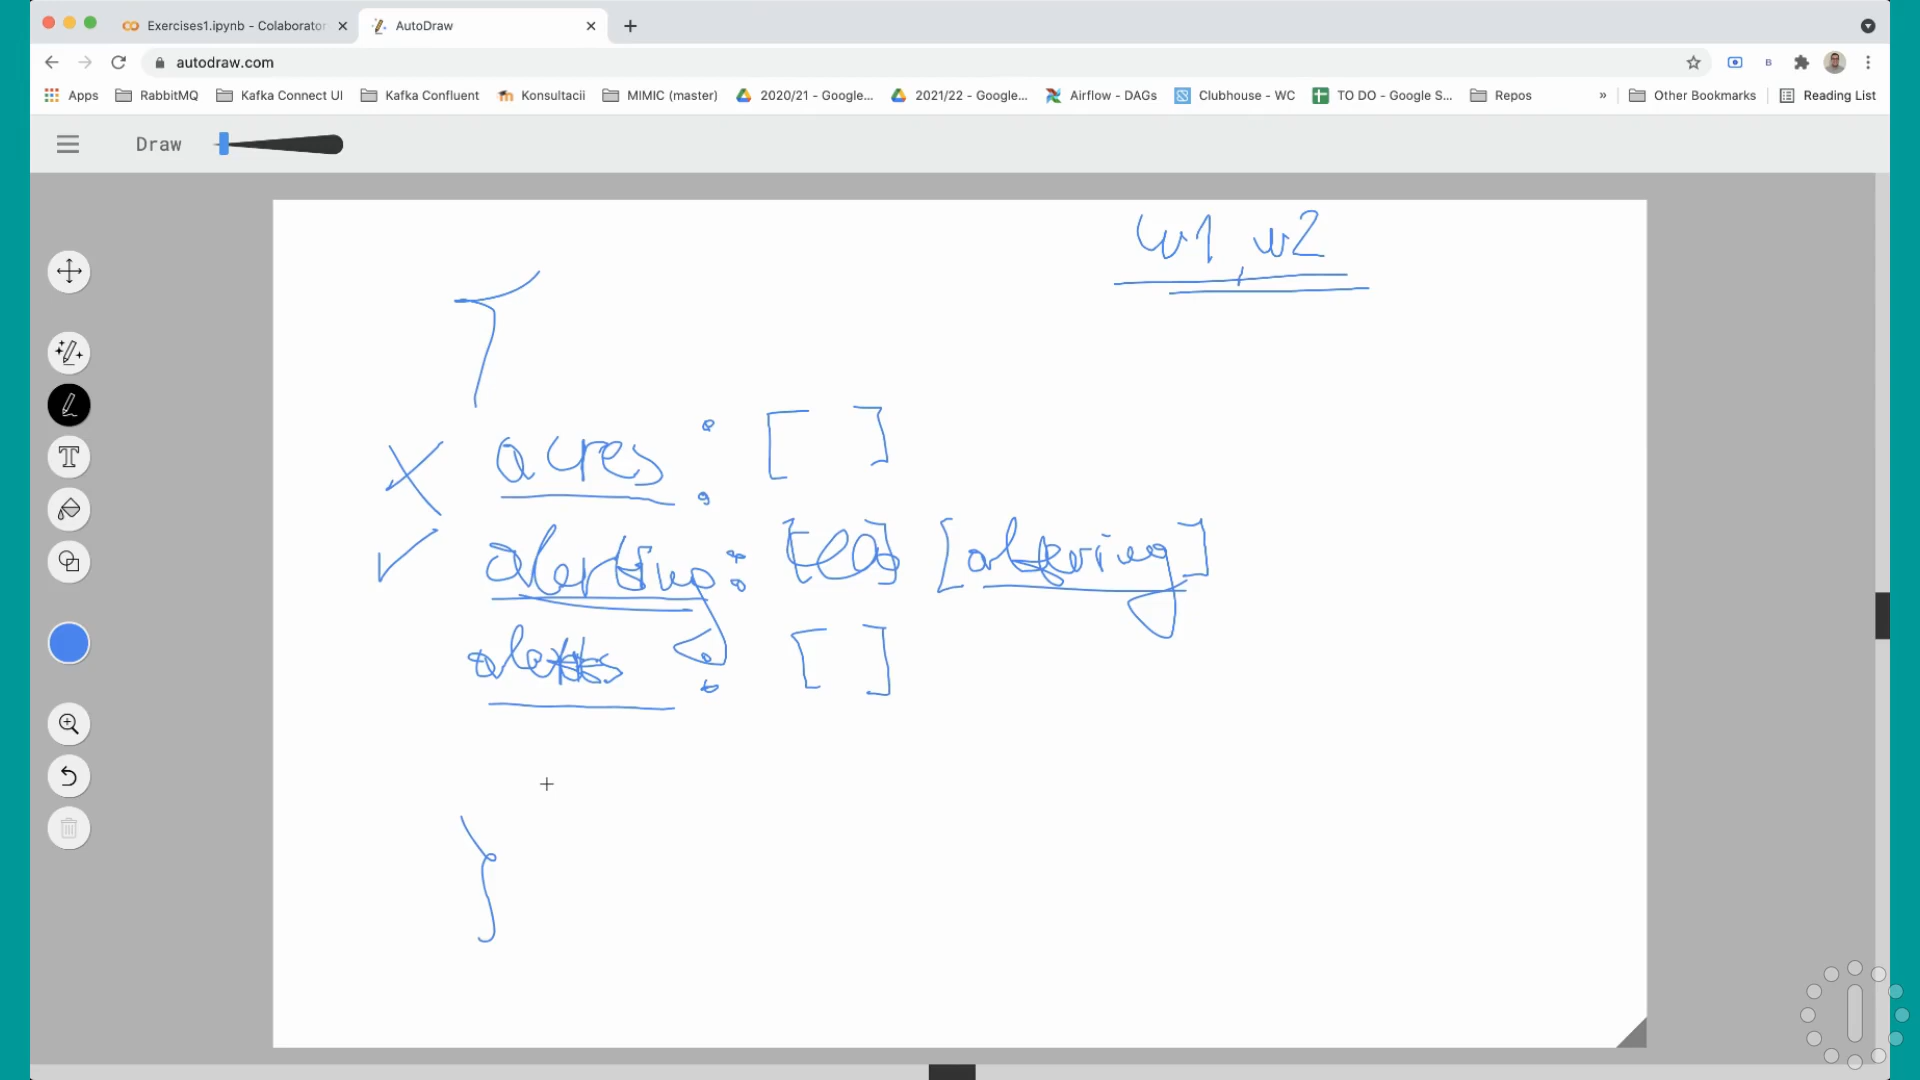 Exercises1.ipynb - Colaborator
AutoDraw
autodraw.com
Apps RabbitMQ Kafka Connect UI Kafka Confluent Konsultacii MIMIC (master) 2020/21 - Google... 2021/22 - Google... Airflow - DAGs Clubhouse - WC TO DO - Google S... Repos » Other Bookmarks Reading List
Draw
w1, w2
{
X acres : [ ]
✓ alerting : [altering]
: [ ]
}